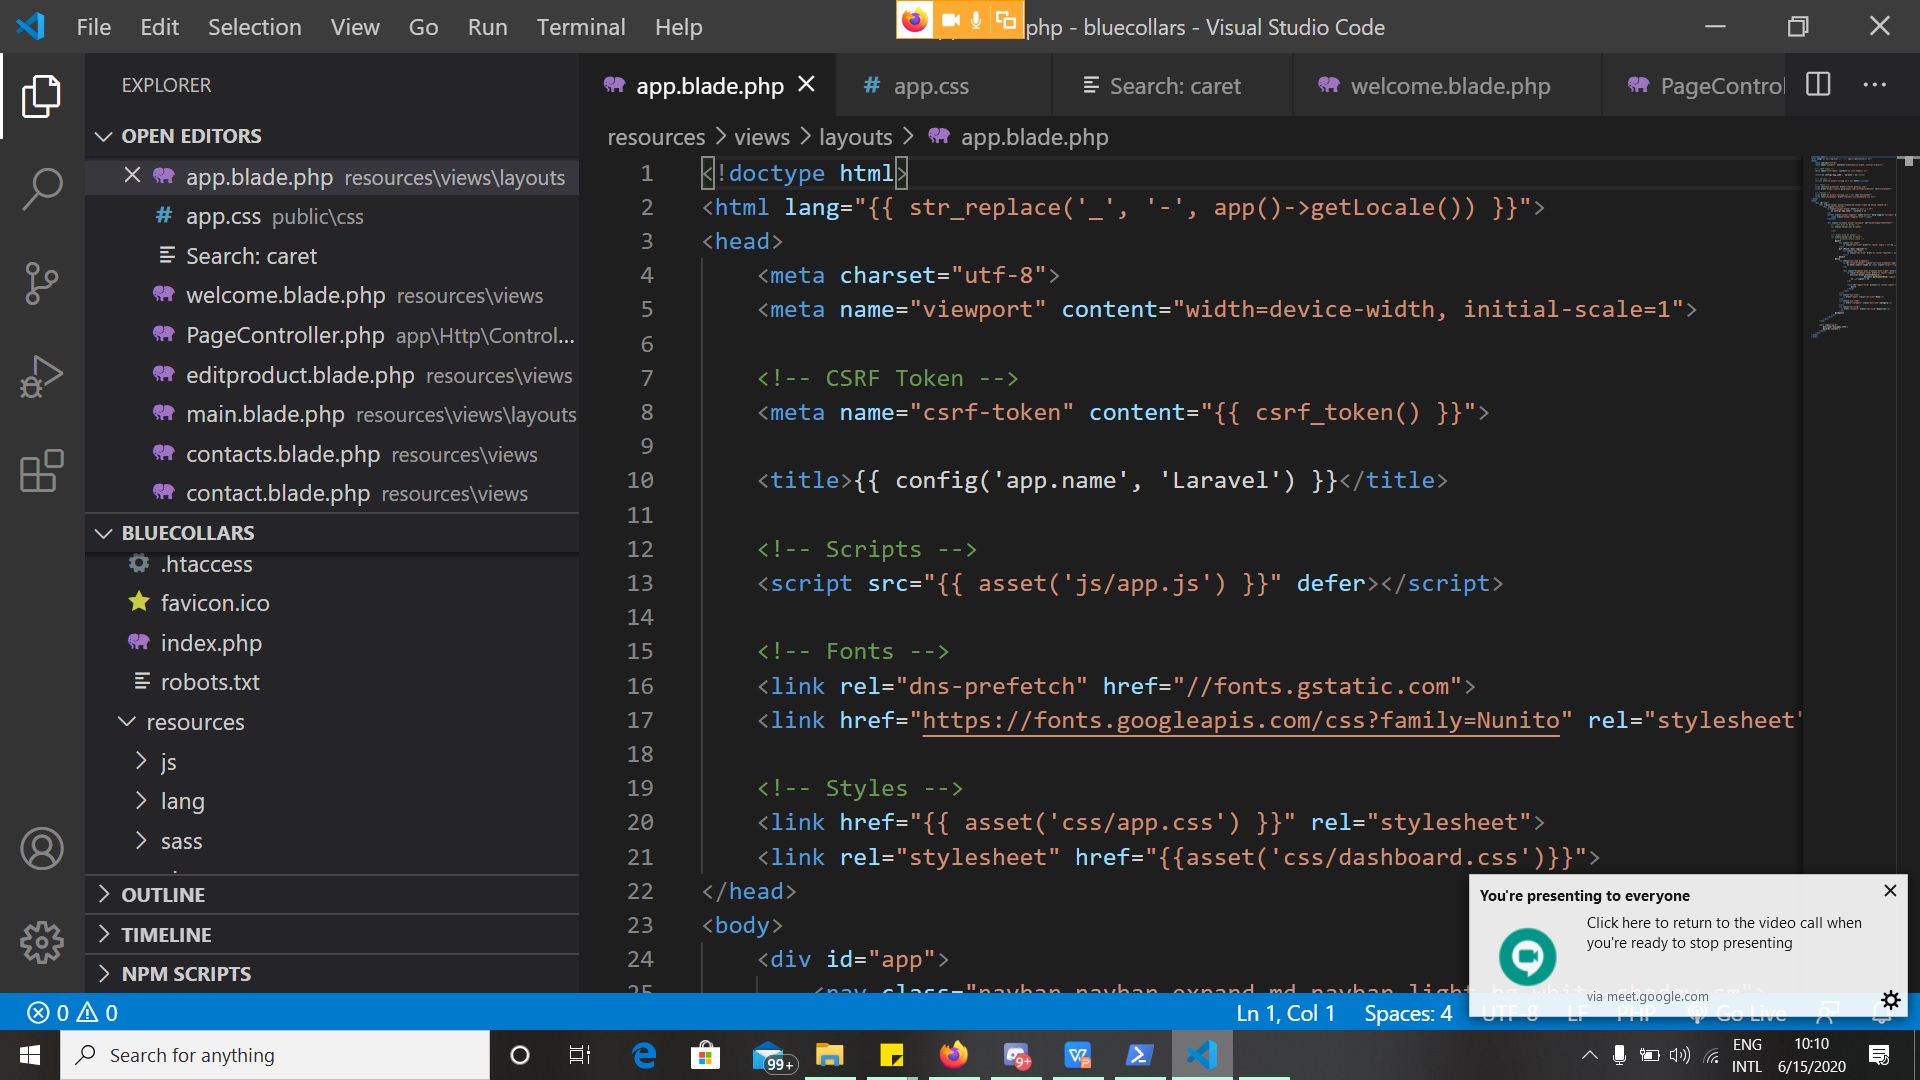 File Edit Selection View Go Run Terminal Help
php - bluecollars - Visual Studio Code
EXPLORER
OPEN EDITORS
app.blade.php resources\views\layouts
app.css public\css
Search: caret
welcome.blade.php resources\views
PageController.php app\Http\Control...
editproduct.blade.php resources\views
main.blade.php resources\views\layouts
contacts.blade.php resources\views
contact.blade.php resources\views
BLUECOLLARS
.htaccess
favicon.ico
index.php
robots.txt
resources
js
lang
sass
OUTLINE
TIMELINE
NPM SCRIPTS
app.blade.php
# app.css
Search: caret
welcome.blade.php
PageControl
resources > views > layouts > app.blade.php
1 <!doctype html>
2 <html lang="{{ str_replace('_', '-', app()->getLocale()) }}">
3 <head>
4 <meta charset="utf-8">
5 <meta name="viewport" content="width=device-width, initial-scale=1">
6
7 <!-- CSRF Token -->
8 <meta name="csrf-token" content="{{ csrf_token() }}">
9
10 <title>{{ config('app.name', 'Laravel') }}</title>
11
12 <!-- Scripts -->
13 <script src="{{ asset('js/app.js') }}" defer></script>
14
15 <!-- Fonts -->
16 <link rel="dns-prefetch" href="//fonts.gstatic.com">
17 <link href="https://fonts.googleapis.com/css?family=Nunito" rel="stylesheet"
18
19 <!-- Styles -->
20 <link href="{{ asset('css/app.css') }}" rel="stylesheet">
21 <link rel="stylesheet" href="{{asset('css/dashboard.css')}}">
22 </head>
23 <body>
24 <div id="app">
25 <nav class="navbar navbar-expand-md navbar-light bg-white shadow-sm">
You're presenting to everyone
Click here to return to the video call when
you're ready to stop presenting
via meet.google.com
0 0
Ln 1, Col 1 Spaces: 4 UTF-8 LF PHP Go Live
Search for anything
99+
9+
ENG
INTL
10:10
6/15/2020